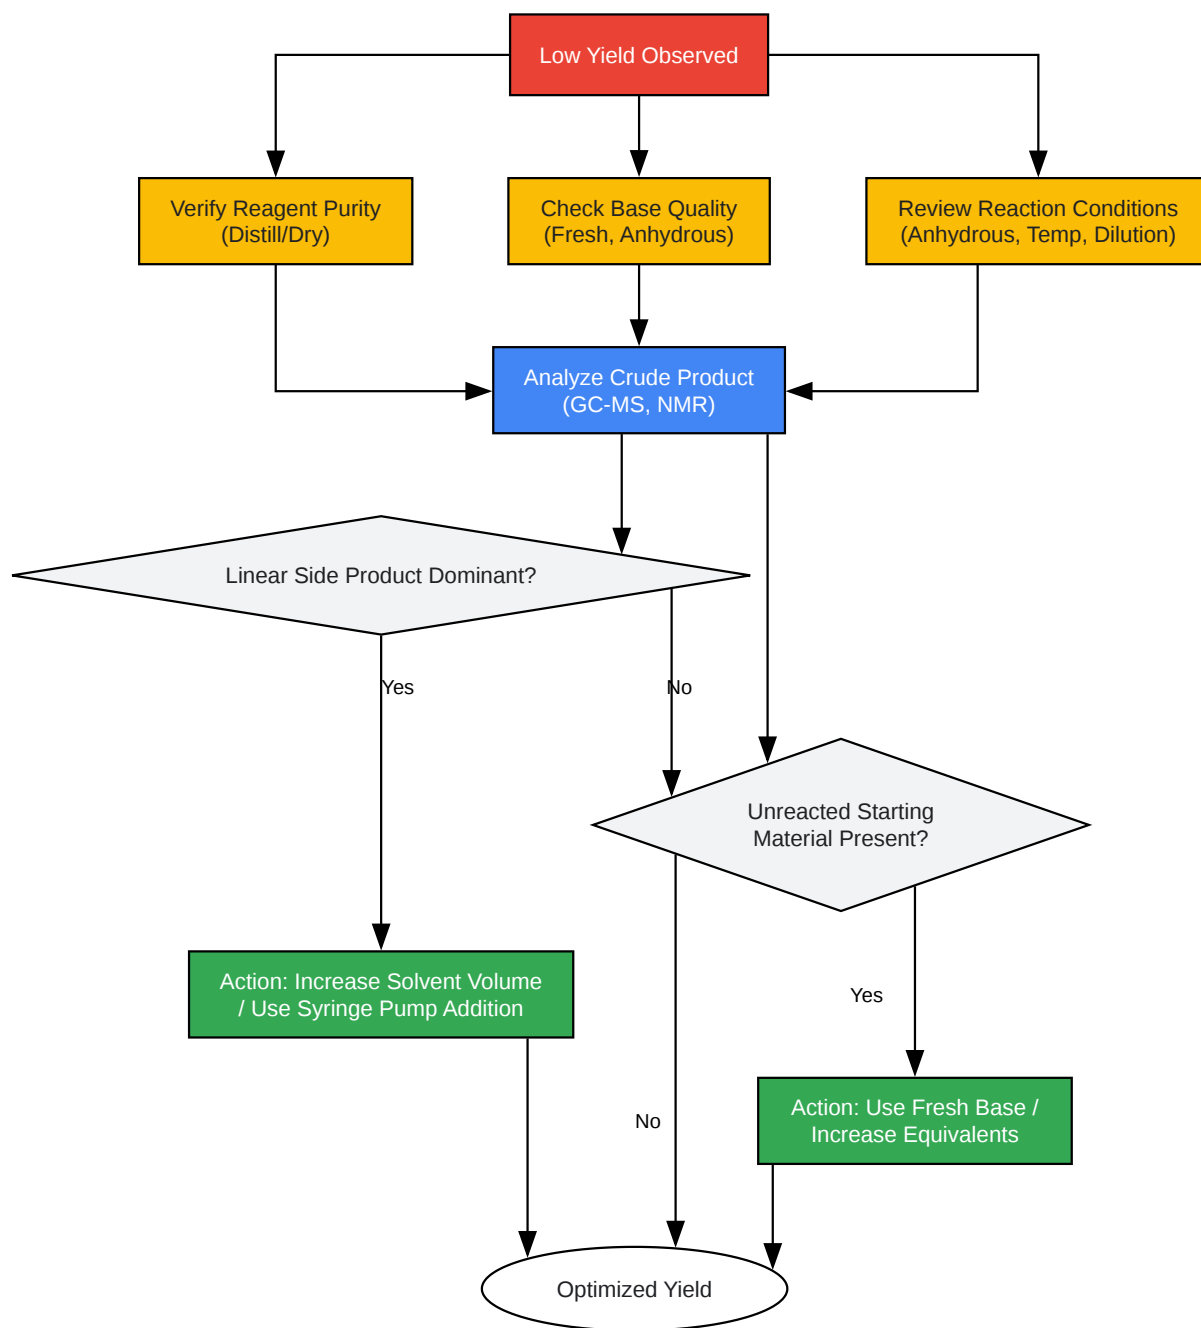 Low Yield Observed
Verify Reagent Purity
(Distill/Dry)
Check Base Quality
(Fresh, Anhydrous)
Review Reaction Conditions
(Anhydrous, Temp, Dilution)
Analyze Crude Product
(GC-MS, NMR)
Linear Side Product Dominant?
Yes
No
Unreacted Starting
Material Present?
Action: Increase Solvent Volume
/ Use Syringe Pump Addition
Yes
Action: Use Fresh Base /
Increase Equivalents
No
Optimized Yield